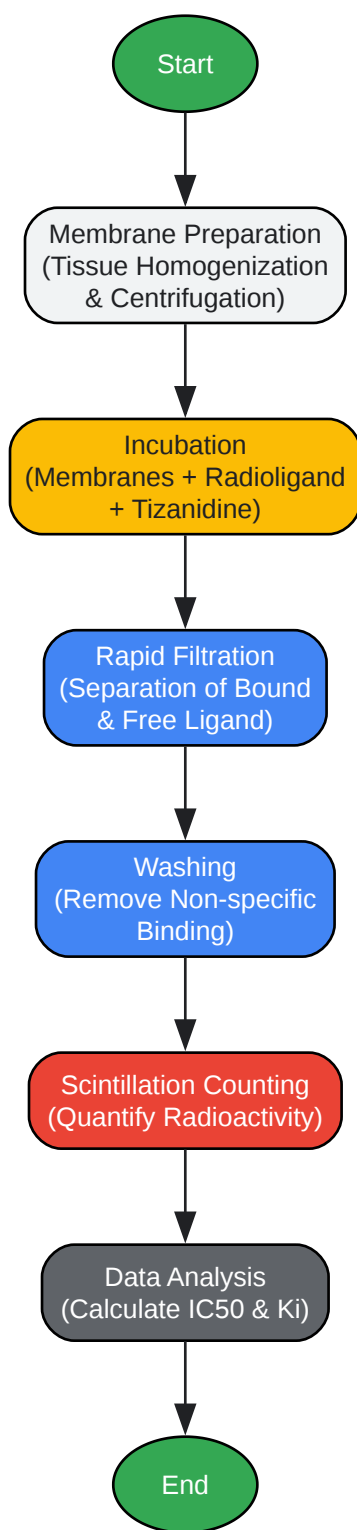 Start
Membrane Preparation
(Tissue Homogenization
& Centrifugation)
Incubation
(Membranes + Radioligand
+ Tizanidine)
Rapid Filtration
(Separation of Bound
& Free Ligand)
Washing
(Remove Non-specific
Binding)
Scintillation Counting
(Quantify Radioactivity)
Data Analysis
(Calculate IC50 & Ki)
End